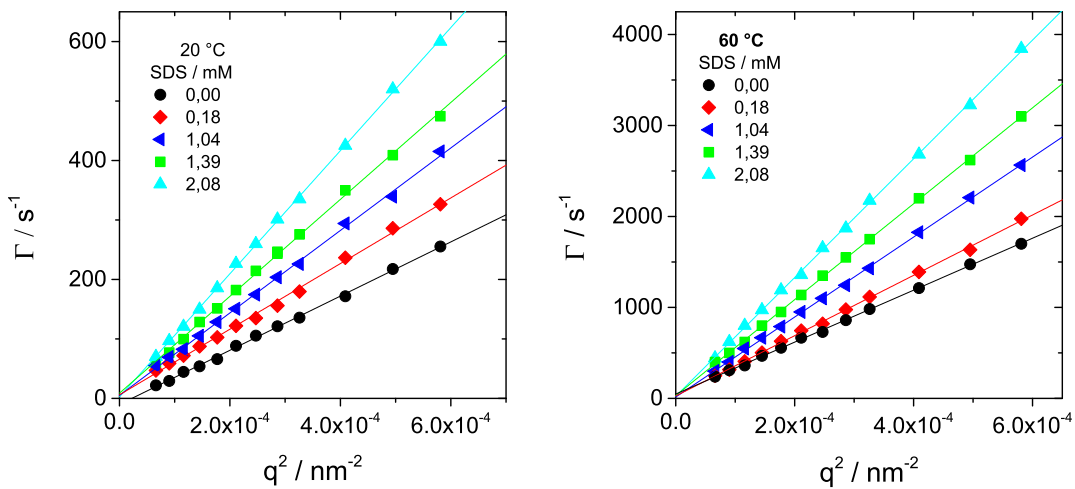 20 °C
SDS / mM
0,00
0,18
1,04
1,39
2,08
600
400
200
0
Γ / s⁻¹
0.0
2.0x10⁻⁴
4.0x10⁻⁴
6.0x10⁻⁴
q² / nm⁻²
60 °C
SDS / mM
0,00
0,18
1,04
1,39
2,08
4000
3000
2000
1000
0
Γ / s⁻¹
0.0
2.0x10⁻⁴
4.0x10⁻⁴
6.0x10⁻⁴
q² / nm⁻²